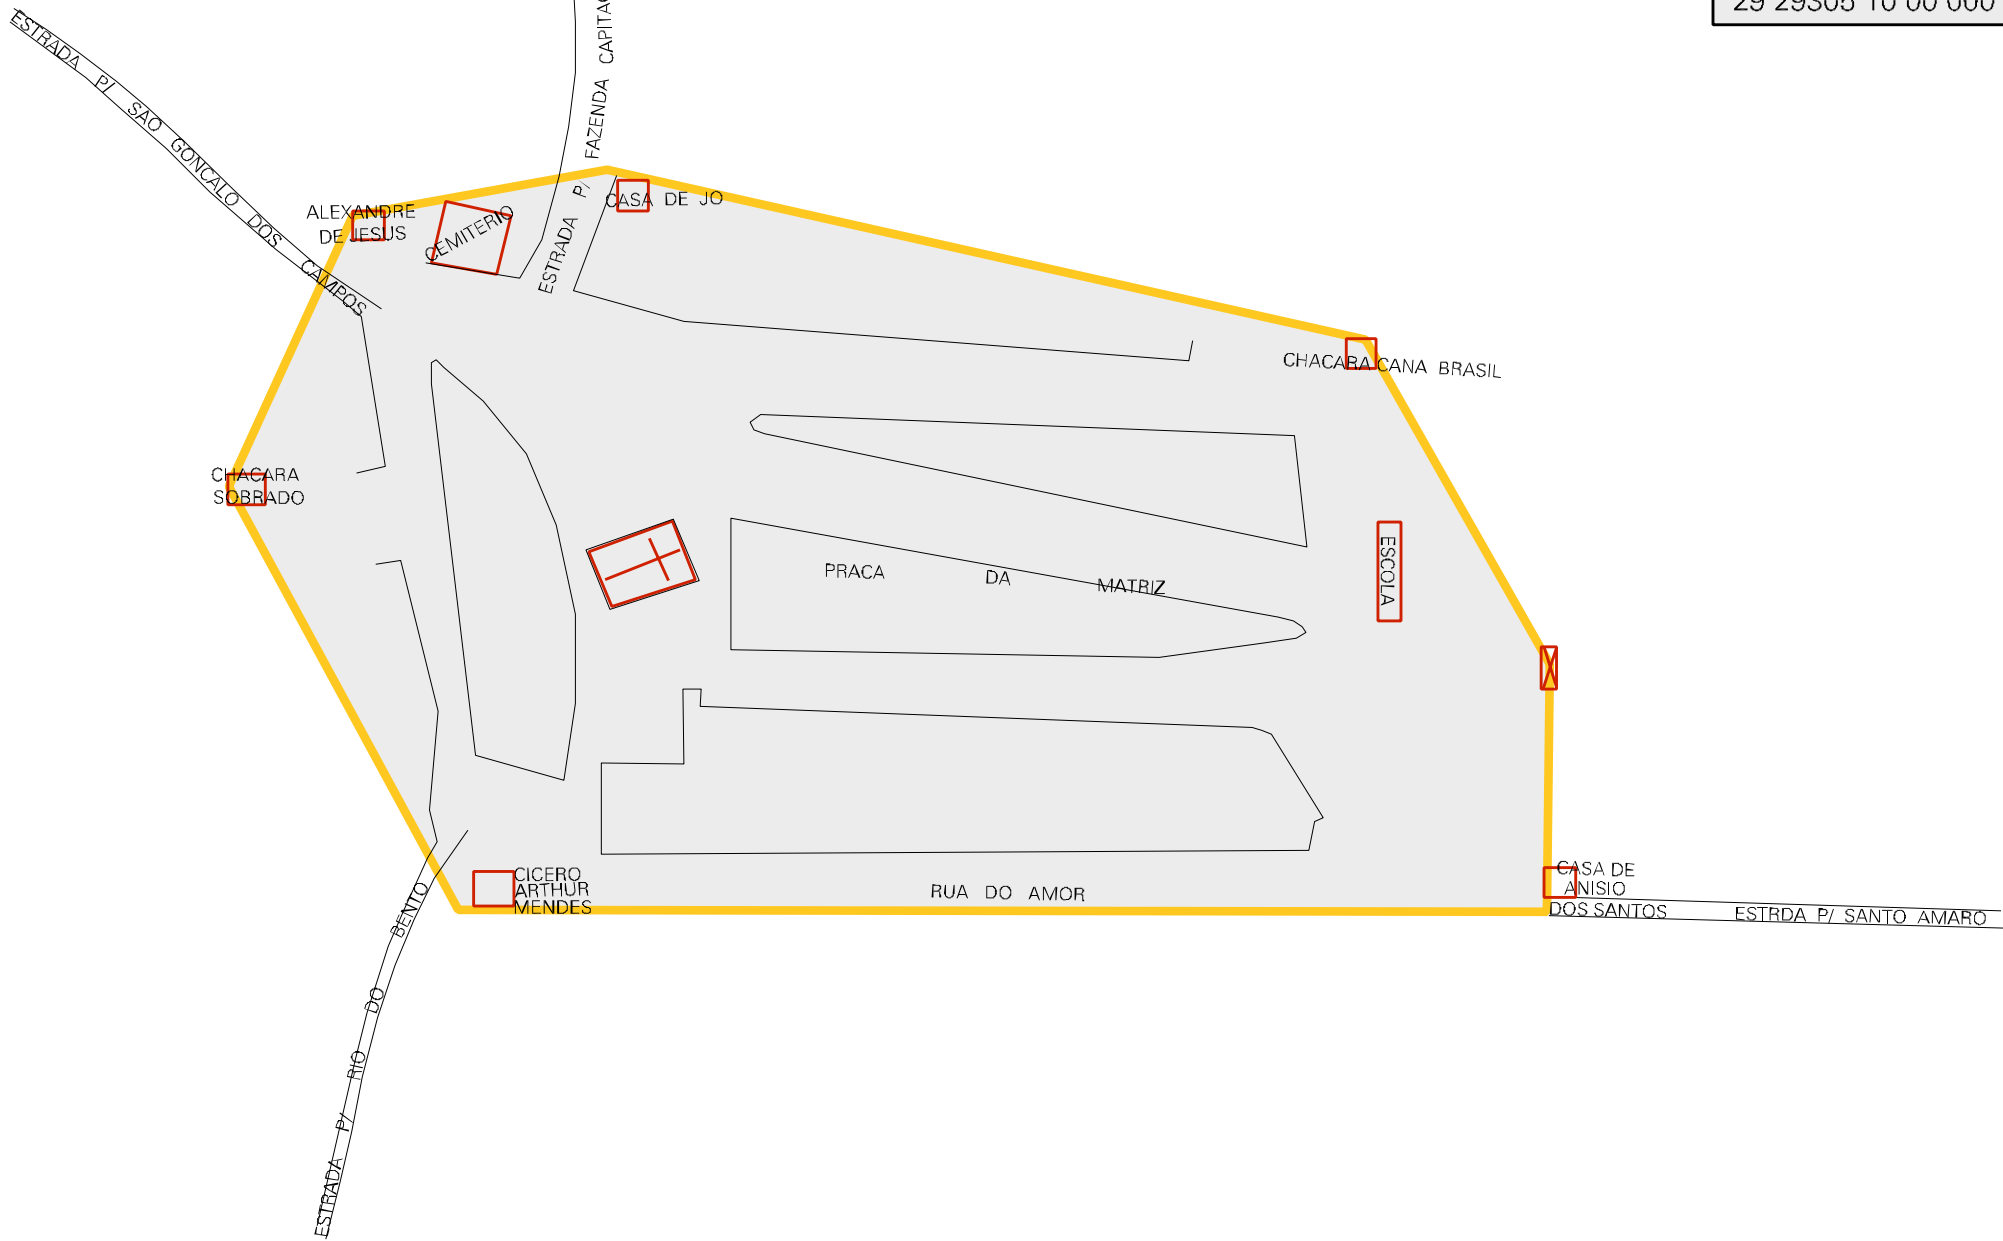 29 29305 10 00 000
ESTRADA P/ SAO GONCALO DOS CAMPOS
ESTRADA P/ FAZENDA
ALEXANDRE
DE JESUS
CEMITERIO
CASA DE JO
CHACARA CANA BRASIL
CHACARA
SOBRADO
ESCOLA
PRACA DA MATRIZ
CICERO
ARTHUR
MENDES
RUA DO AMOR
CASA DE
ANISIO
DOS SANTOS
ESTRDA P/ SANTO AMARO
ESTRADA P/ RIO DO BENTO